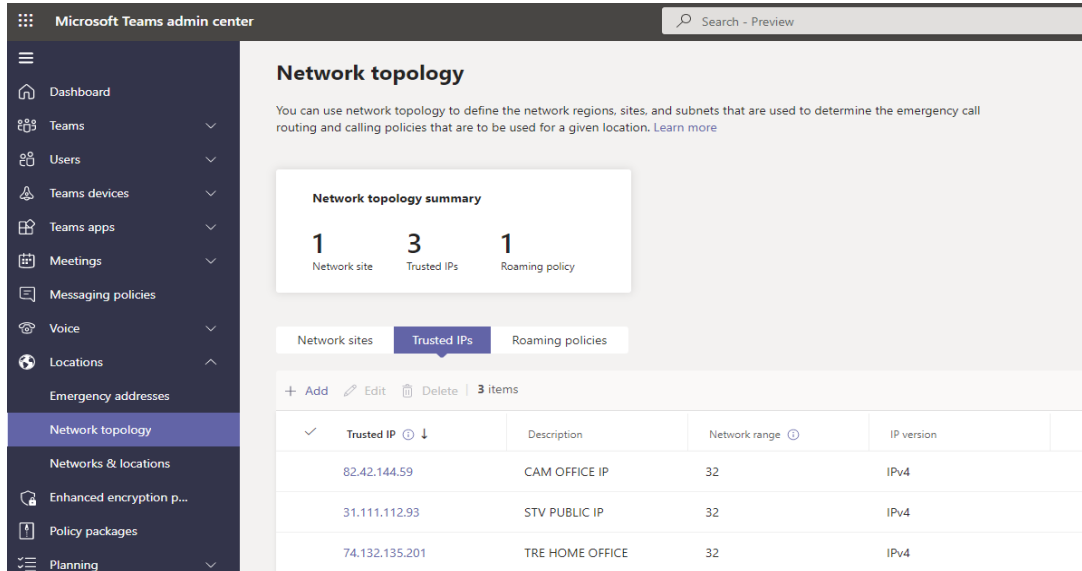 Microsoft Teams admin center
Search - Preview
Dashboard
Teams
Users
Teams devices
Teams apps
Meetings
Messaging policies
Voice
Locations
Emergency addresses
Network topology
Networks & locations
Enhanced encryption p...
Policy packages
Planning
Network topology
You can use network topology to define the network regions, sites, and subnets that are used to determine the emergency call
routing and calling policies that are to be used for a given location. Learn more
Network topology summary
1 3 1
Network site Trusted IPs Roaming policy
Network sites Trusted IPs Roaming policies
+ Add Edit Delete | 3 items
Trusted IP ↓ Description Network range IP version
82.42.144.59 CAM OFFICE IP 32 IPv4
31.111.112.93 STV PUBLIC IP 32 IPv4
74.132.135.201 TRE HOME OFFICE 32 IPv4